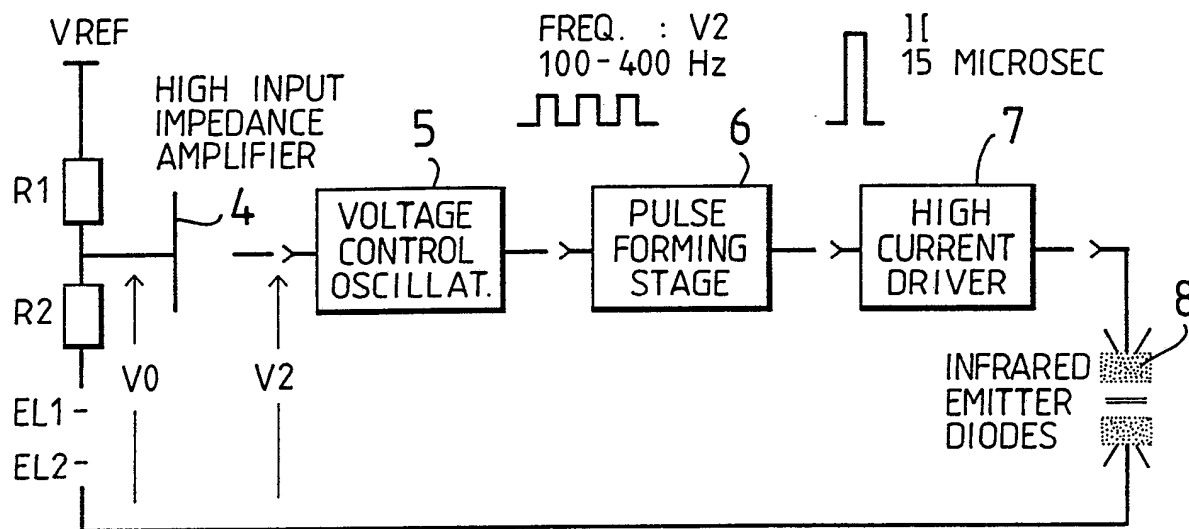 VREF
FREQ. : V2
100-400 Hz
][
15 MICROSEC
HIGH INPUT
IMPEDANCE
AMPLIFIER
5
6
7
R1
4
VOLTAGE
CONTROL
OSCILLAT.
PULSE
FORMING
STAGE
HIGH
CURRENT
DRIVER
R2
8
V0
V2
INFRARED
EMITTER
DIODES
EL1
EL2